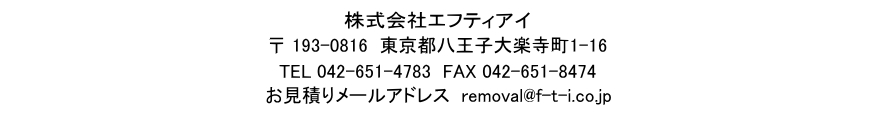 株式会社エフティアイ
〒 193-0816 東京都八王子大楽寺町1-16
TEL 042-651-4783 FAX 042-651-8474
お見積りメールアドレス removal@f-t-i.co.jp